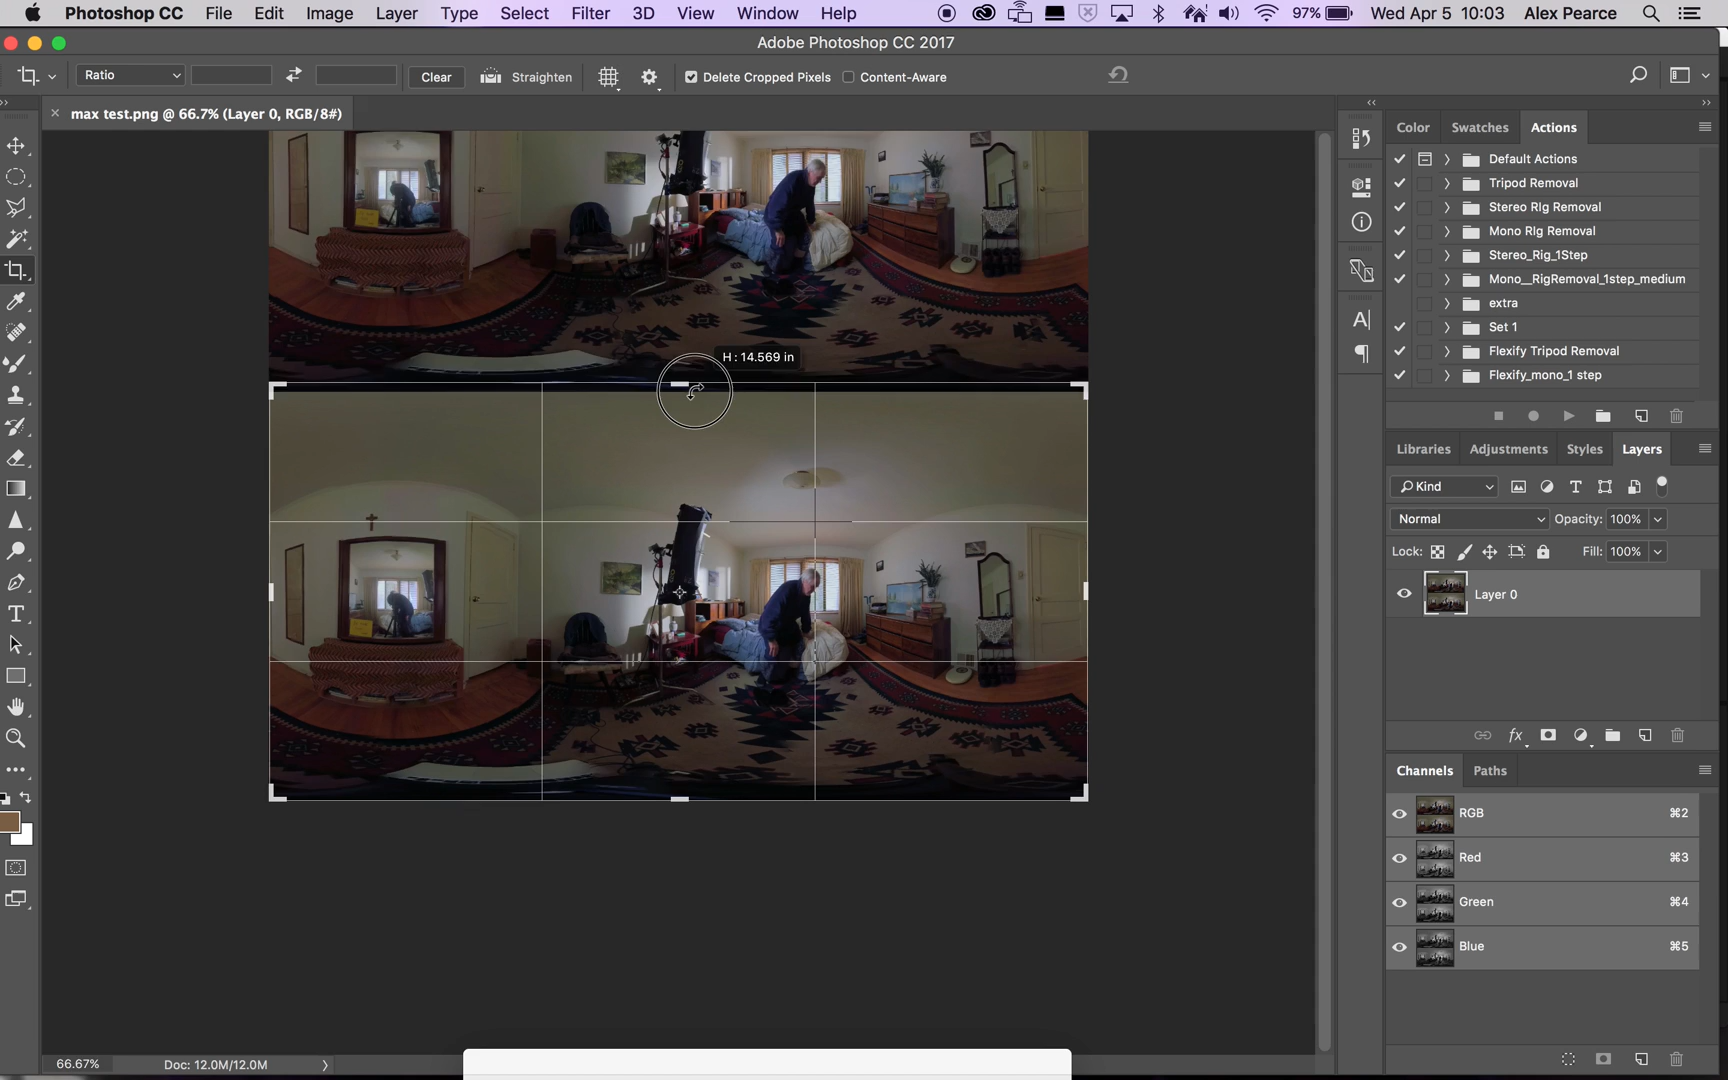 Photoshop CC File Edit Image Layer Type Select Filter 3D View Window Help 97% Wed Apr 5 10:03 Alex Pearce
Adobe Photoshop CC 2017
Ratio Clear Straighten Delete Cropped Pixels Content-Aware
max test.png @ 66.7% (Layer 0, RGB/8#)
H : 14.569 in
66.67% Doc: 12.0M/12.0M
Color Swatches Actions
Default Actions
Tripod Removal
Stereo RIg Removal
Mono RIg Removal
Stereo_Rig_1Step
Mono__RigRemoval_1step_medium
extra
Set 1
Flexify Tripod Removal
Flexify_mono_1 step
Libraries Adjustments Styles Layers
Kind
Normal Opacity: 100%
Lock: Fill: 100%
Layer 0
fx
Channels Paths
RGB ⌘2
Red ⌘3
Green ⌘4
Blue ⌘5